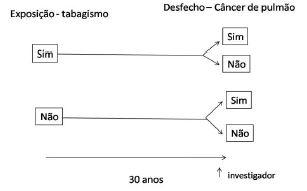 Exposição - tabagismo
Desfecho – Câncer de pulmão
Sim
Sim
Não
Não
Sim
Não
30 anos
investigador